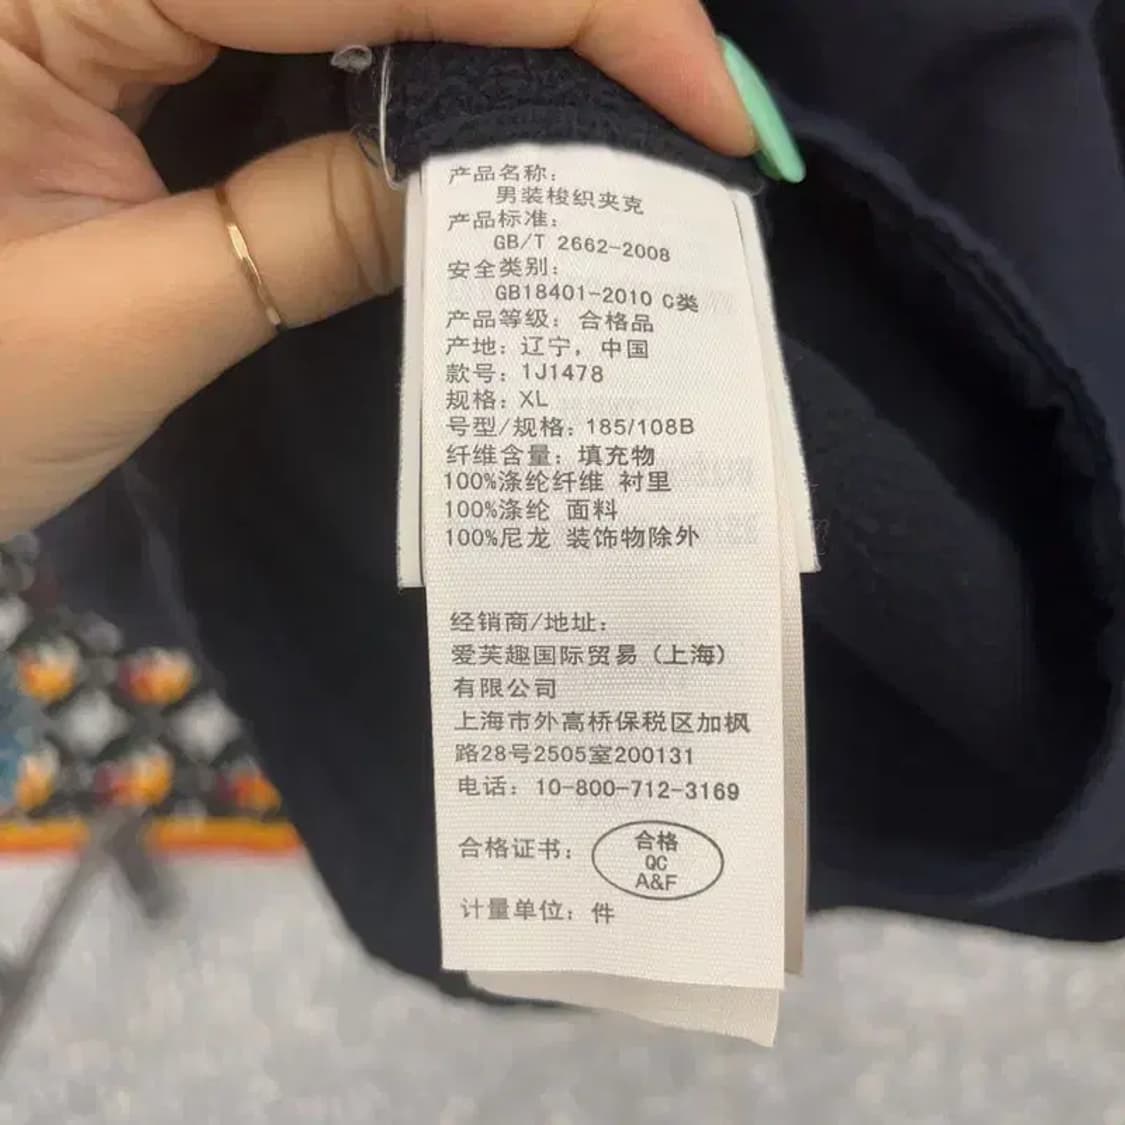 产品名称：
男装梭织夹克
产品标准：
GB/T 2662-2008
安全类别：
GB18401-2010 C类
产品等级：合格品
产地：辽宁，中国
款号：1J1478
规格：XL
号型/规格：185/108B
纤维含量：填充物
100%涤纶纤维 衬里
100%涤纶 面料
100%尼龙 装饰物除外
经销商/地址：
爱芙趣国际贸易（上海）
有限公司
上海市外高桥保税区加枫
路28号2505室200131
电话：10-800-712-3169
合格证书：
合格
QC
A&F
计量单位：件